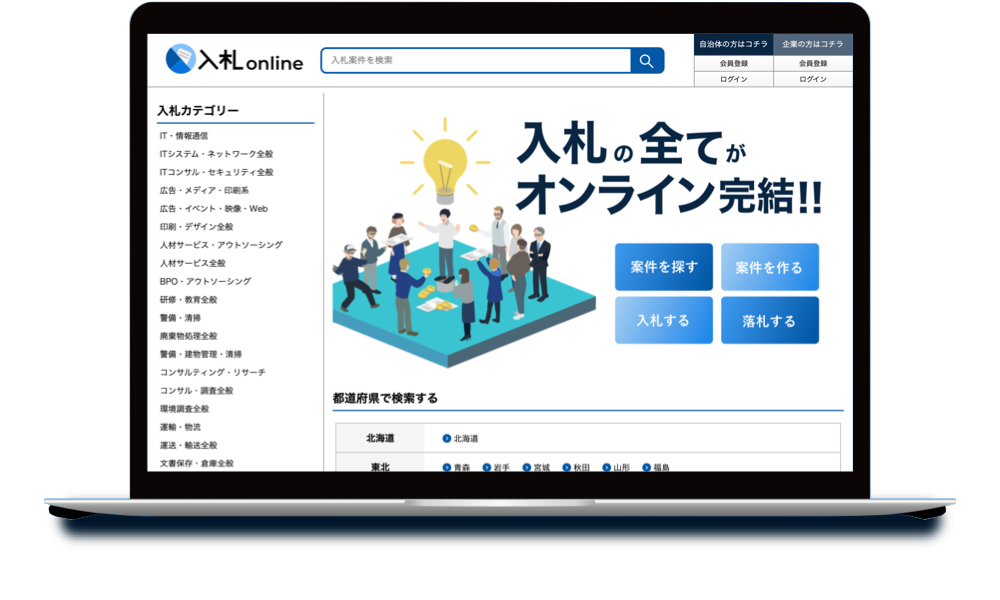 入札online
入札案件を検索
自治体の方はコチラ
企業の方はコチラ
会員登録
会員登録
ログイン
ログイン
入札カテゴリー
IT・情報通信
ITシステム・ネットワーク全般
ITコンサル・セキュリティ全般
広告・メディア・印刷系
広告・イベント・映像・Web
印刷・デザイン全般
人材サービス・アウトソーシング
人材サービス全般
BPO・アウトソーシング
研修・教育全般
警備・清掃
廃棄物処理全般
警備・建物管理・清掃
コンサルティング・リサーチ
コンサル・調査全般
環境調査全般
運輸・物流
運送・輸送全般
文書保存・倉庫全般
入札の全てが
オンライン完結!!
案件を探す
案件を作る
入札する
落札する
都道府県で検索する
北海道
北海道
東北
青森
岩手
宮城
秋田
山形
福島